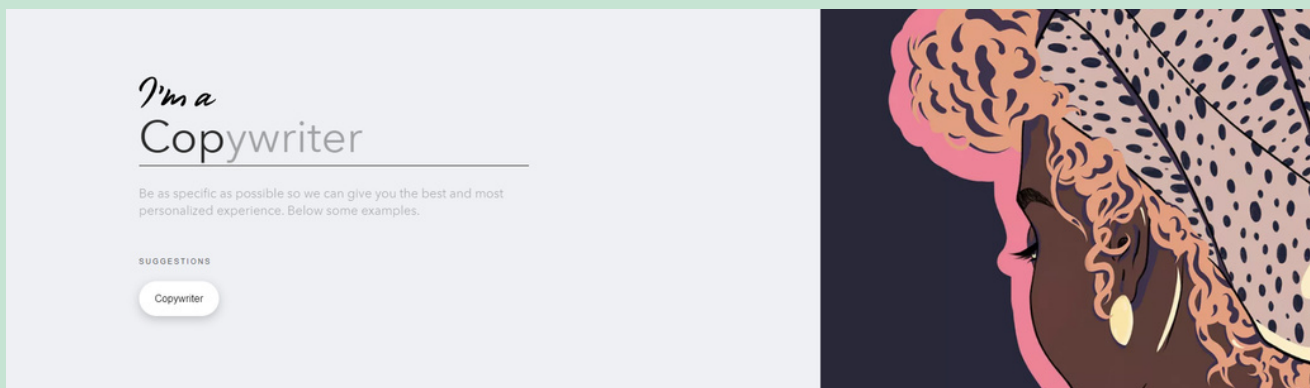 I'm a
Copywriter
Be as specific as possible so we can give you the best and most
personalized experience. Below some examples.
SUGGESTIONS
Copywriter